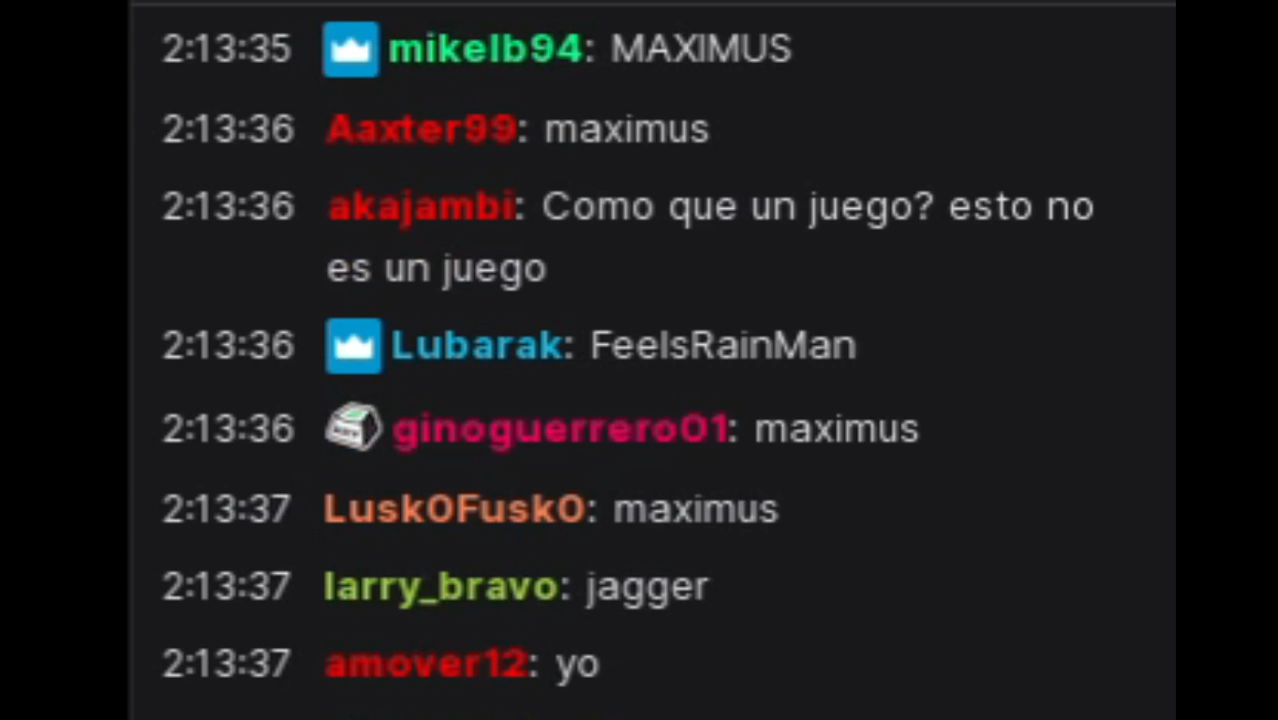 2:13:35 mikelb94: MAXIMUS
2:13:36 Aaxter99: maximus
2:13:36 akajambi: Como que un juego? esto no
es un juego
2:13:36 Lubarak: FeelsRainMan
2:13:36 ginoguerrero01: maximus
2:13:37 Lusk0Fusk0: maximus
2:13:37 larry_bravo: jagger
2:13:37 amover12: yo